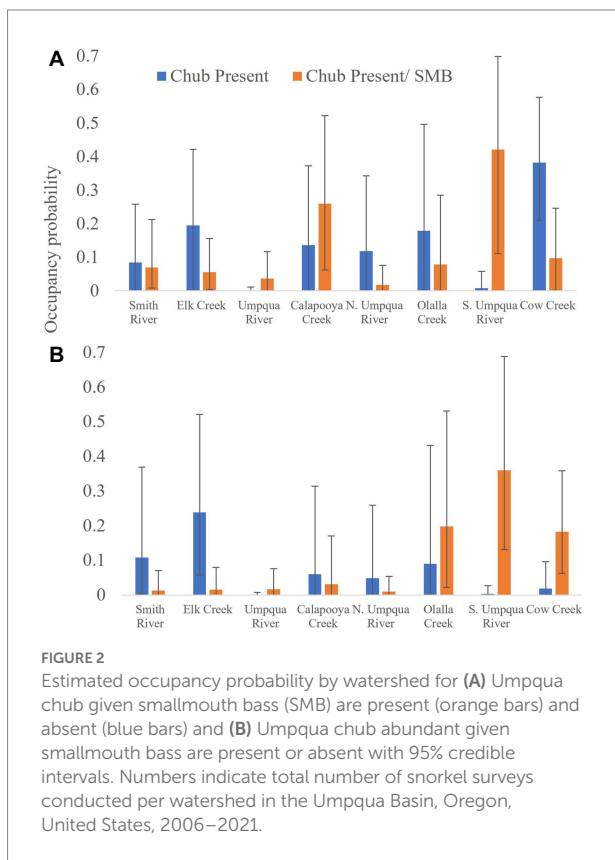 A
0.7
Chub Present
Chub Present/ SMB
0.6
0.5
0.4
0.3
0.2
0.1
0
Occupancy probability
Smith River
Elk Creek
Umpqua River
Calapooya Creek
N. Umpqua River
Olalla Creek
S. Umpqua River
Cow Creek
B
0.7
0.6
0.5
0.4
0.3
0.2
0.1
0
Smith River
Elk Creek
Umpqua River
Calapooya Creek
N. Umpqua River
Olalla Creek
S. Umpqua River
Cow Creek
FIGURE 2
Estimated occupancy probability by watershed for (A) Umpqua
chub given smallmouth bass (SMB) are present (orange bars) and
absent (blue bars) and (B) Umpqua chub abundant given
smallmouth bass are present or absent with 95% credible
intervals. Numbers indicate total number of snorkel surveys
conducted per watershed in the Umpqua Basin, Oregon,
United States, 2006–2021.